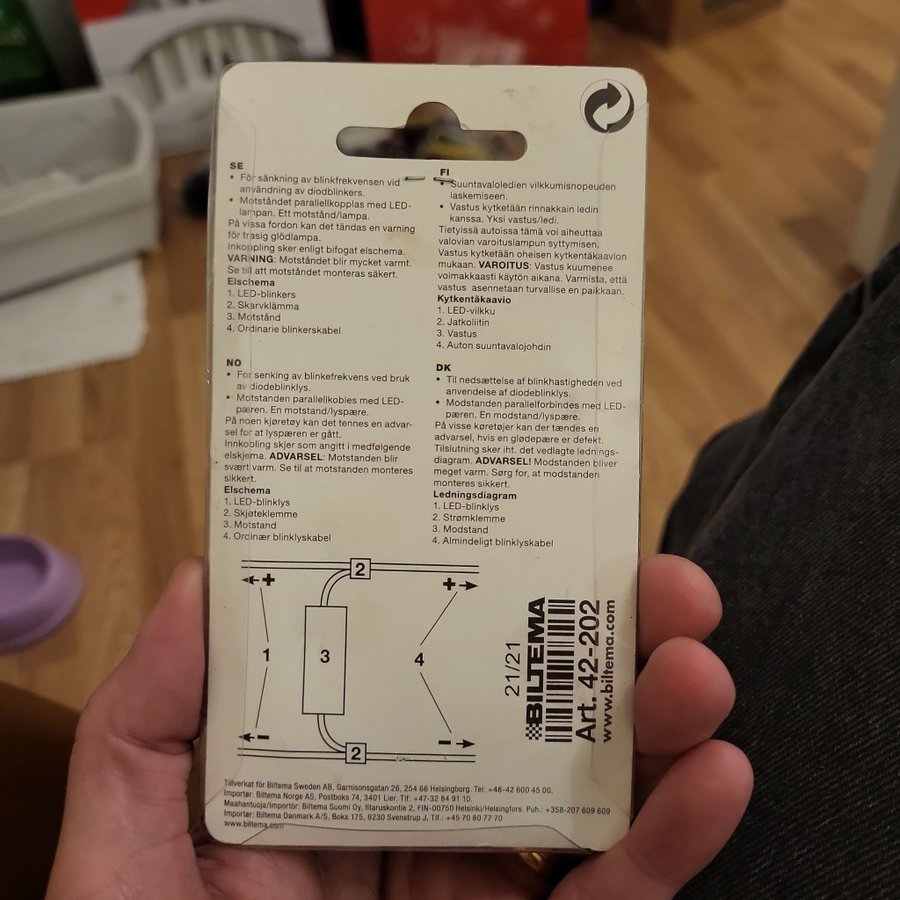 SE
• För sänkning av blinkfrekvensen vid
användning av diodblinkers.
• Motståndet parallellkopplas med LED-
lampan. Ett motstånd/lampa.
På vissa fordon kan det tändas en varning
för trasig glödlampa.
Inkoppling sker enligt bifogat elschema.
VARNING: Motståndet blir mycket varmt.
Se till att motståndet monteras säkert.
Elschema
1. LED-blinkers
2. Skarvklämma
3. Motstånd
4. Ordinarie blinkerskabel
FI
• Suuntavaloledien vilkkumisnopeuden
laskemiseen.
• Vastus kytketään rinnakkain ledin
kanssa. Yksi vastus/ledi.
Tietyissä autoissa tämä voi aiheuttaa
valovian varoituslampun syttymisen.
Vastus kytketään oheisen kytkentäkaavion
mukaan. VAROITUS: Vastus kuumenee
voimakkaasti käytön aikana. Varmista, että
vastus asennetaan turvallise en paikkaan.
Kytkentäkaavio
1. LED-vilkku
2. Jatkoliitin
3. Vastus
4. Auton suuntavalojohdin
NO
• For senking av blinkefrekvens ved bruk
av diodeblinklys.
• Motstanden parallellkobles med LED-
pæren. En motstand/lyspære.
På noen kjøretøy kan det tennes en advar-
sel for at lyspæren er gått.
Innkobling skjer som angitt i medfølgende
elskjema. ADVARSEL: Motstanden blir
svært varm. Se til at motstanden monteres
sikkert.
Elschema
1. LED-blinklys
2. Skjøteklemme
3. Motstand
4. Ordinær blinklyskabel
DK
• Til nedsættelse af blinkhastigheden ved
anvendelse af diodeblinklys.
• Modstanden parallelforbindes med LED-
pæren. En modstand/lyspære.
På visse køretøjer kan der tændes en
advarsel, hvis en glødepære er defekt.
Tilslutning sker iht. det vedlagte lednings-
diagram. ADVARSEL! Modstanden bliver
meget varm. Sørg for, at modstanden
monteres sikkert.
Ledningsdiagram
1. LED-blinklys
2. Strømklemme
3. Modstand
4. Almindeligt blinklyskabel
2
+ +
1 3 4
- -
2
21/21
BILTEMA
Art. 42-202
www.biltema.com
Tillverkat för Biltema Sweden AB, Garnisonsgatan 26, 254 66 Helsingborg. Tel: +46-42 600 45 00.
Importør: Biltema Norge AS, Postboks 74, 3401 Lier. Tlf: +47-32 84 91 10.
Maahantuoja/Importör: Biltema Suomi Oy, Iltaruskontie 2, FIN-00750 Helsinki/Helsingfors. Puh.: +358-207 609 609
Importør: Biltema Danmark A/S, Boks 175, 9230 Svenstrup J, Tlf.: +45 70 80 77 70
www.biltema.com